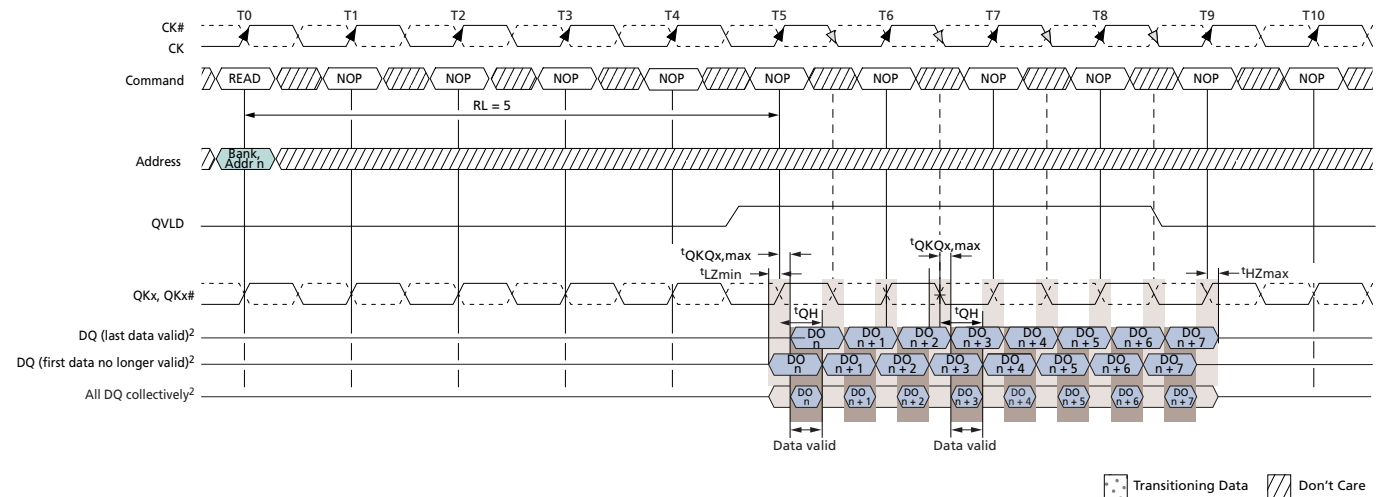 T0 T1 T2 T3 T4 T5 T6 T7 T8 T9 T10
CK#
CK
Command READ NOP NOP NOP NOP NOP NOP NOP NOP NOP NOP
RL = 5
Address Bank, Addr n
QVLD
tQKQx,max tQKQx,max
tLZmin tHZmax
QKx, QKx#
tQH tQH
DQ (last data valid)2 DO n DO n + 1 DO n + 2 DO n + 3 DO n + 4 DO n + 5 DO n + 6 DO n + 7
DQ (first data no longer valid)2 DO n DO n + 1 DO n + 2 DO n + 3 DO n + 4 DO n + 5 DO n + 6 DO n + 7
All DQ collectively2 DO n DO n + 1 DO n + 2 DO n + 3 DO n + 4 DO n + 5 DO n + 6 DO n + 7
Data valid Data valid
Transitioning Data Don't Care